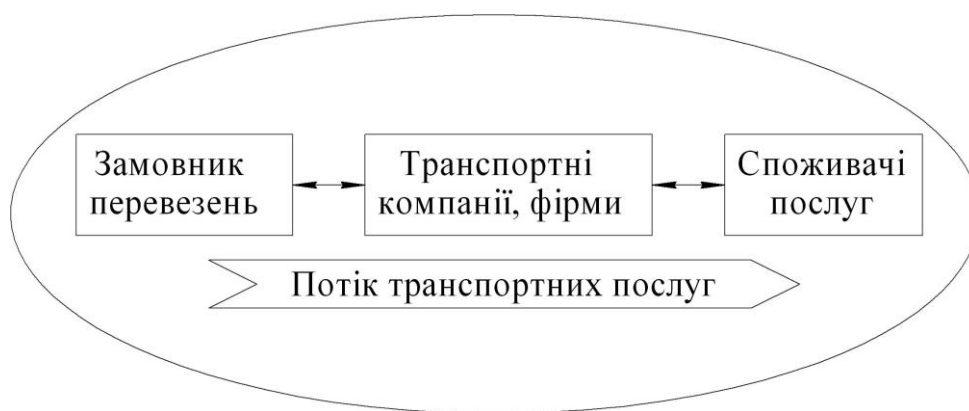 Замовник
перевезень
Транспортні
компанії, фірми
Споживачі
послуг
Потік транспортних послуг